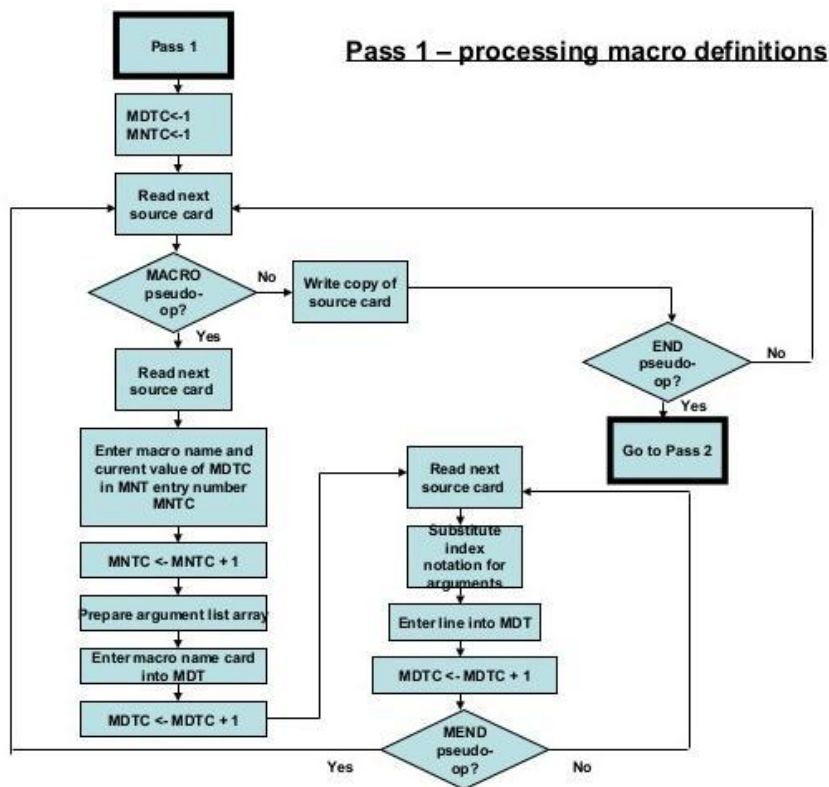 Pass 1
Pass 1 – processing macro definitions
MDTC<-1
MNTC<-1
Read next
source card
MACRO
pseudo-
op?
No
Write copy of
source card
Yes
END
pseudo-
op?
No
Yes
Go to Pass 2
Read next
source card
Enter macro name and
current value of MDTC
in MNT entry number
MNTC
MNTC <- MNTC + 1
Prepare argument list array
Enter macro name card
into MDT
MDTC <- MDTC + 1
Read next
source card
Substitute
index
notation for
arguments
Enter line into MDT
MDTC <- MDTC + 1
MEND
pseudo-
op?
Yes
No